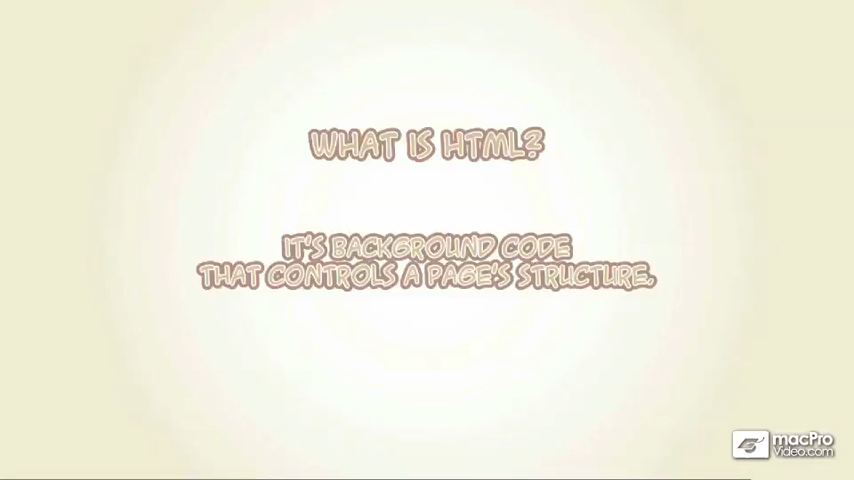 WHAT IS HTML?
IT'S BACKGROUND CODE
THAT CONTROLS A PAGE'S STRUCTURE.
macPro
Video.com